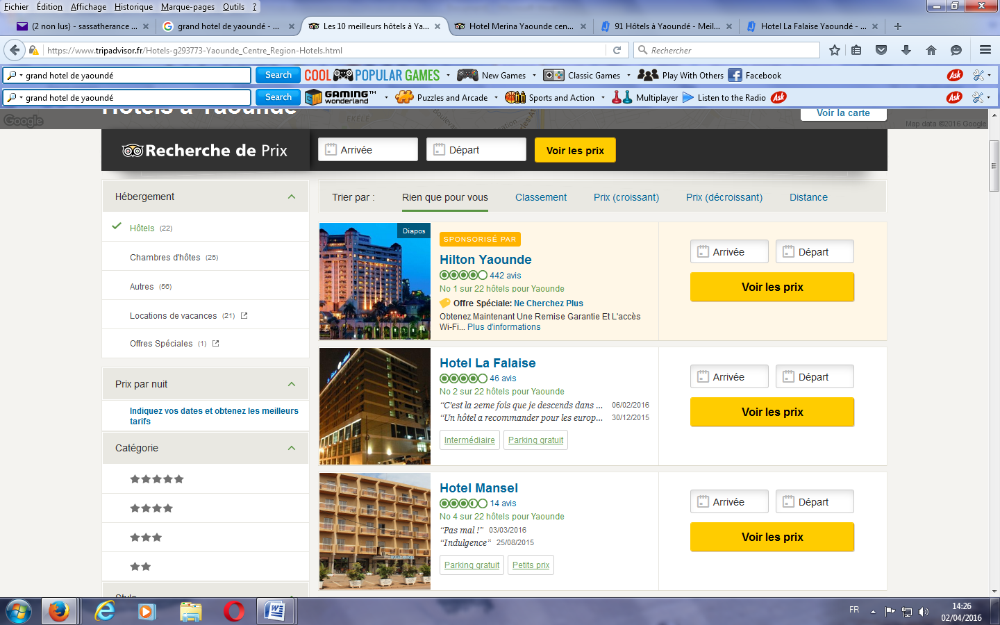 Fichier Édition Affichage Historique Marque-pages Outils ?
(2 non lus) - sassatherance ...
grand hotel de yaoundé - ...
Les 10 meilleurs hôtels à Ya...
Hotel Merina Yaounde cen...
91 Hôtels à Yaoundé - Meil...
Hotel La Falaise Yaoundé - ...
https://www.tripadvisor.fr/Hotels-g293773-Yaounde_Centre_Region-Hotels.html
Rechercher
grand hotel de yaoundé Search COOL POPULAR GAMES New Games Classic Games Play With Others Facebook Ask
grand hotel de yaoundé Search GAMING wonderland™ Puzzles and Arcade Sports and Action Multiplayer Listen to the Radio Ask Ask
Hôtels à Yaoundé
Voir la carte
Google
EKELE
Map data ©2016 Google
Recherche de Prix Arrivée Départ Voir les prix
Hébergement
Hôtels (22)
Chambres d'hôtes (25)
Autres (56)
Locations de vacances (21)
Offres Spéciales (1)
Prix par nuit
Indiquez vos dates et obtenez les meilleurs
tarifs
Catégorie
Style
Trier par : Rien que pour vous Classement Prix (croissant) Prix (décroissant) Distance
Diapos
SPONSORISÉ PAR
Hilton Yaounde
442 avis
No 1 sur 22 hôtels pour Yaounde
Offre Spéciale: Ne Cherchez Plus
Obtenez Maintenant Une Remise Garantie Et L'accès
Wi-Fi... Plus d'informations
Arrivée Départ
Voir les prix
Hotel La Falaise
46 avis
No 2 sur 22 hôtels pour Yaounde
“C'est la 2eme fois que je descends dans ... 06/02/2016
“Un hôtel a recommander pour les europ... 30/12/2015
Intermédiaire Parking gratuit
Arrivée Départ
Voir les prix
Hotel Mansel
14 avis
No 4 sur 22 hôtels pour Yaounde
“Pas mal !” 03/03/2016
“Indulgence” 25/08/2015
Parking gratuit Petits prix
Arrivée Départ
Voir les prix
FR
14:26
02/04/2016